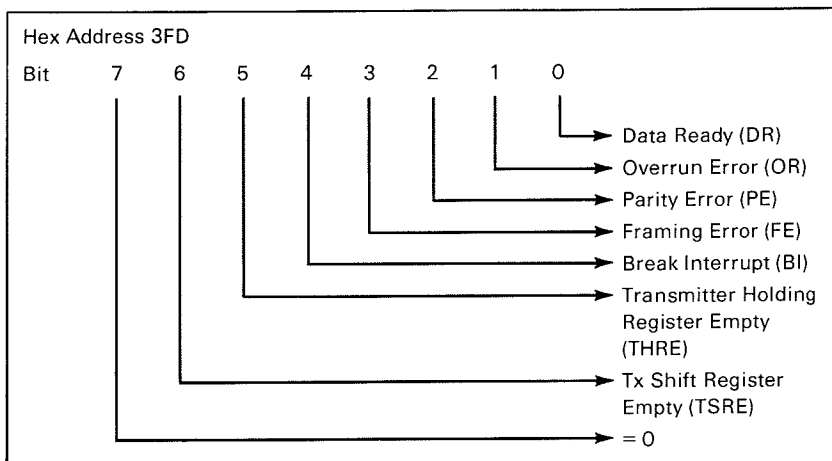 Hex Address 3FD
Bit 7 6 5 4 3 2 1 0
Data Ready (DR)
Overrun Error (OR)
Parity Error (PE)
Framing Error (FE)
Break Interrupt (BI)
Transmitter Holding
Register Empty
(THRE)
Tx Shift Register
Empty (TSRE)
= 0